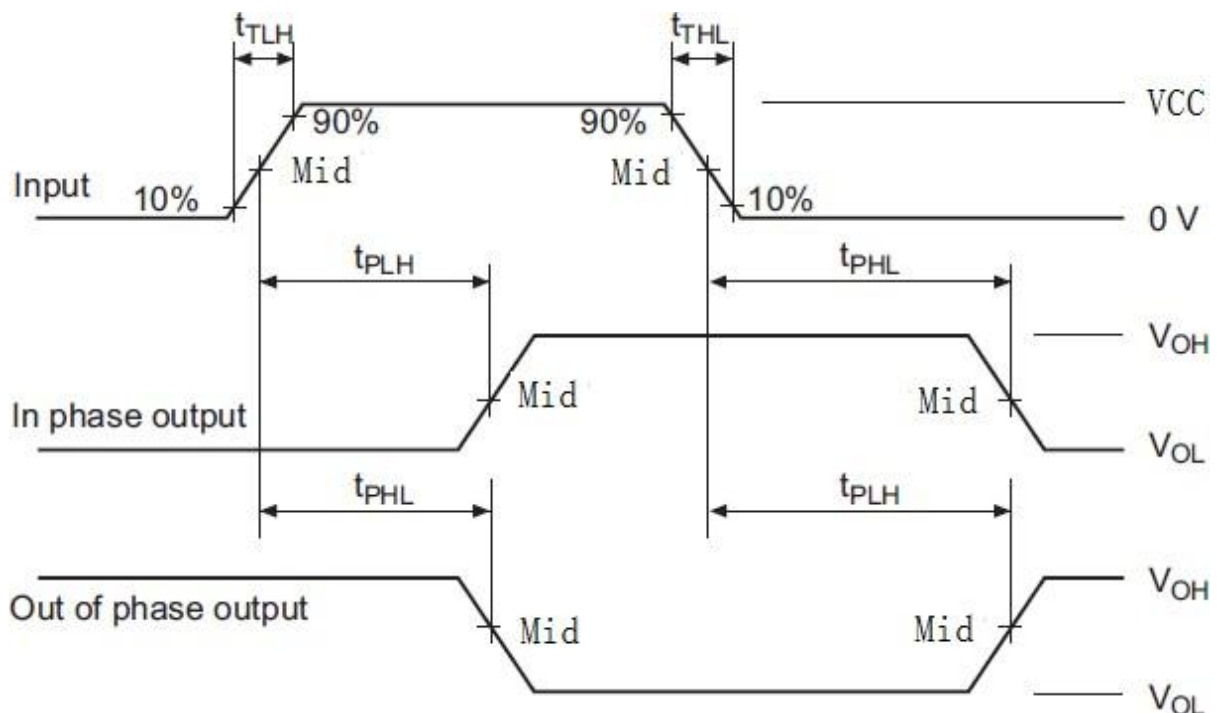 tTLH
tTHL
VCC
90%
90%
Mid
Mid
Input
10%
10%
0 V
tPLH
tPHL
VOH
Mid
Mid
In phase output
VOL
tPHL
tPLH
VOH
Out of phase output
Mid
Mid
VOL